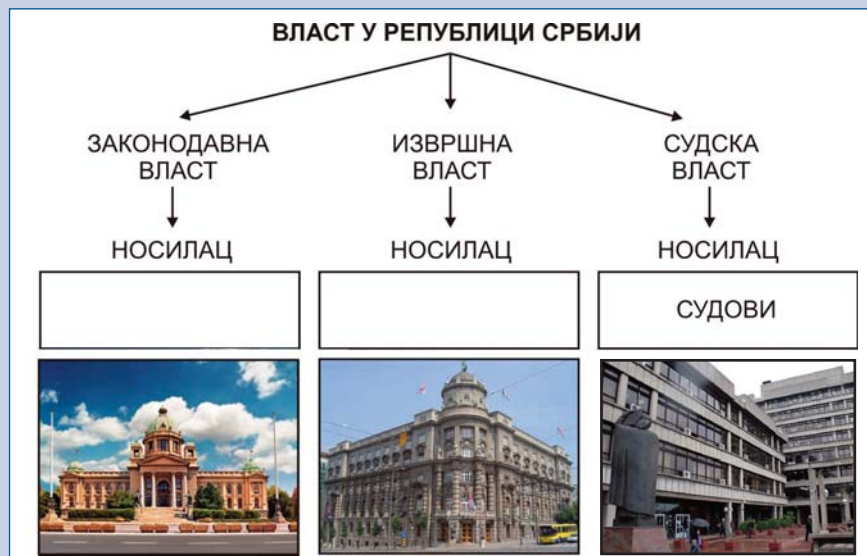 ВЛАСТ У РЕПУБЛИЦИ СРБИЈИ
ЗАКОНОДАВНА
ВЛАСТ
ИЗВРШНА
ВЛАСТ
СУДСКА
ВЛАСТ
НОСИЛАЦ
НОСИЛАЦ
НОСИЛАЦ
СУДОВИ